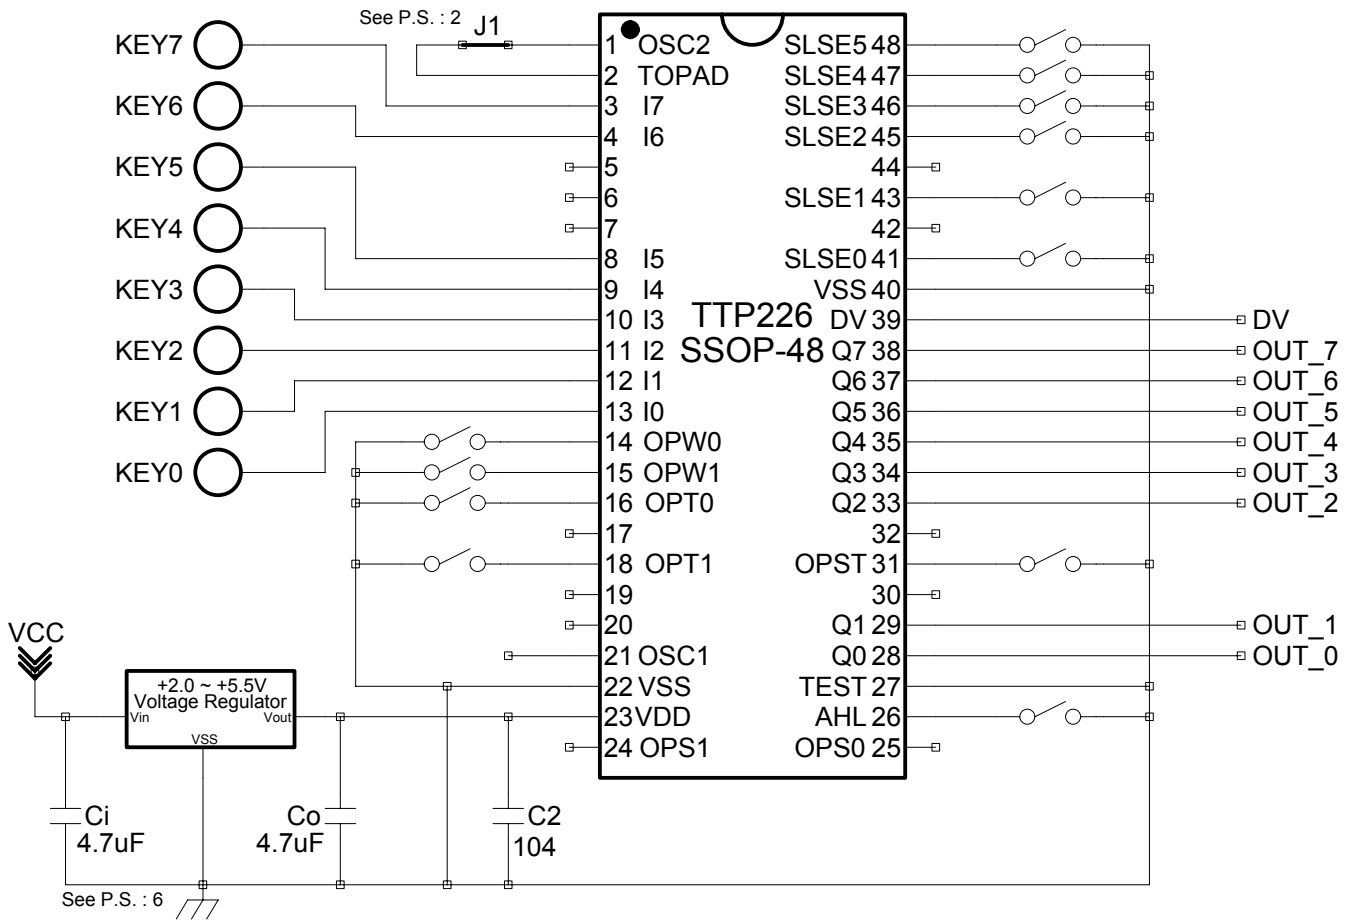 See P.S. : 2
J1
KEY7
KEY6
KEY5
KEY4
KEY3
KEY2
KEY1
KEY0
1 OSC2
2 TOPAD
3 I7
4 I6
5
6
7
8 I5
9 I4
10 I3
11 I2
12 I1
13 I0
14 OPW0
15 OPW1
16 OPT0
17
18 OPT1
19
20
21 OSC1
22 VSS
23 VDD
24 OPS1
TTP226
SSOP-48
SLSE5 48
SLSE4 47
SLSE3 46
SLSE2 45
44
SLSE1 43
42
SLSE0 41
VSS 40
DV 39
Q7 38
Q6 37
Q5 36
Q4 35
Q3 34
Q2 33
32
OPST 31
30
Q1 29
Q0 28
TEST 27
AHL 26
OPS0 25
DV
OUT_7
OUT_6
OUT_5
OUT_4
OUT_3
OUT_2
OUT_1
OUT_0
VCC
+2.0 ~ +5.5V
Voltage Regulator
Vin
Vout
VSS
Ci
4.7uF
Co
4.7uF
C2
104
See P.S. : 6